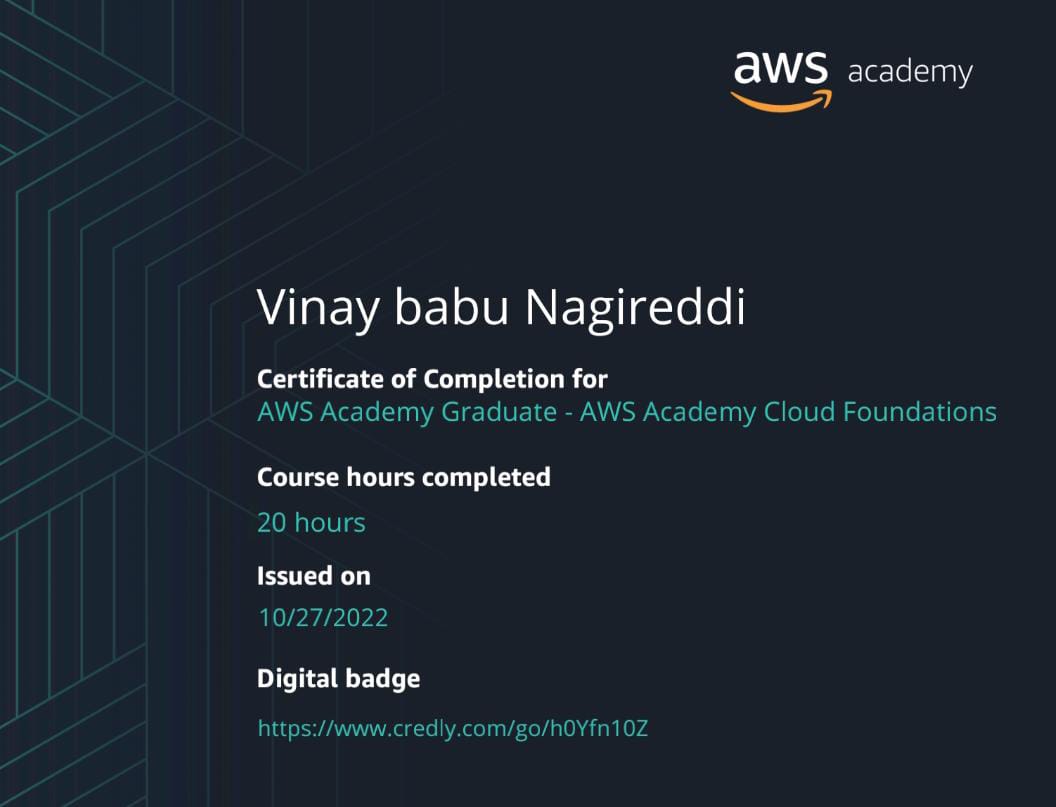 aws academy
Vinay babu Nagireddi
Certificate of Completion for
AWS Academy Graduate - AWS Academy Cloud Foundations
Course hours completed
20 hours
Issued on
10/27/2022
Digital badge
https://www.credly.com/go/h0Yfn10Z